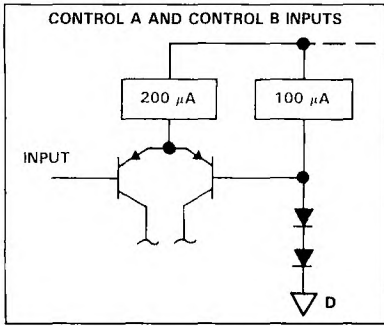 CONTROL A AND CONTROL B INPUTS
200 μA
100 μA
INPUT
D